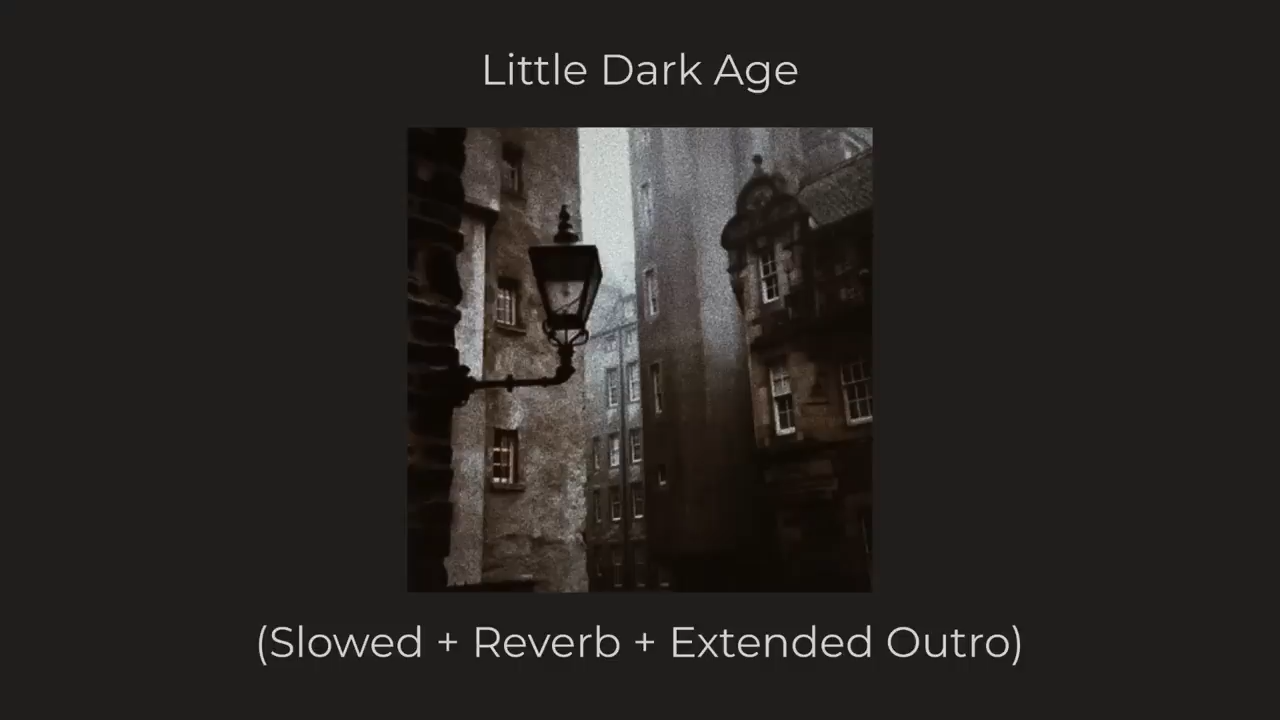 Little Dark Age
(Slowed + Reverb + Extended Outro)